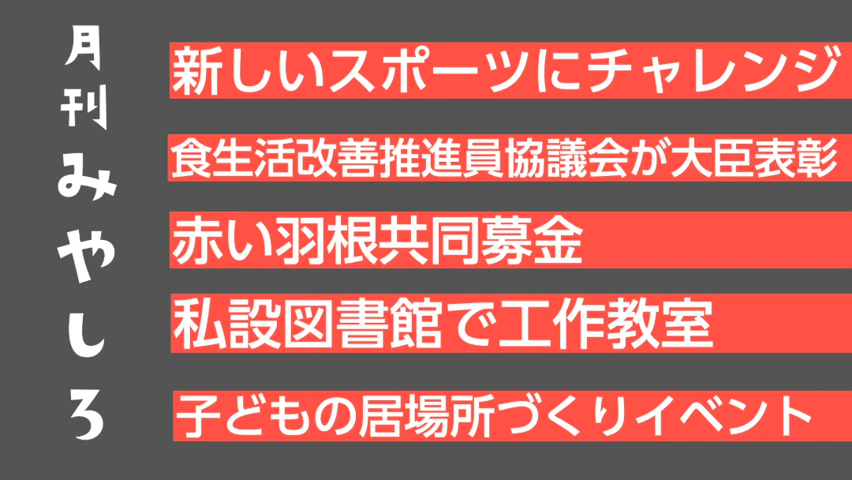 月刊みやしろ
新しいスポーツにチャレンジ
食生活改善推進員協議会が大臣表彰
赤い羽根共同募金
私設図書館で工作教室
子どもの居場所づくりイベント